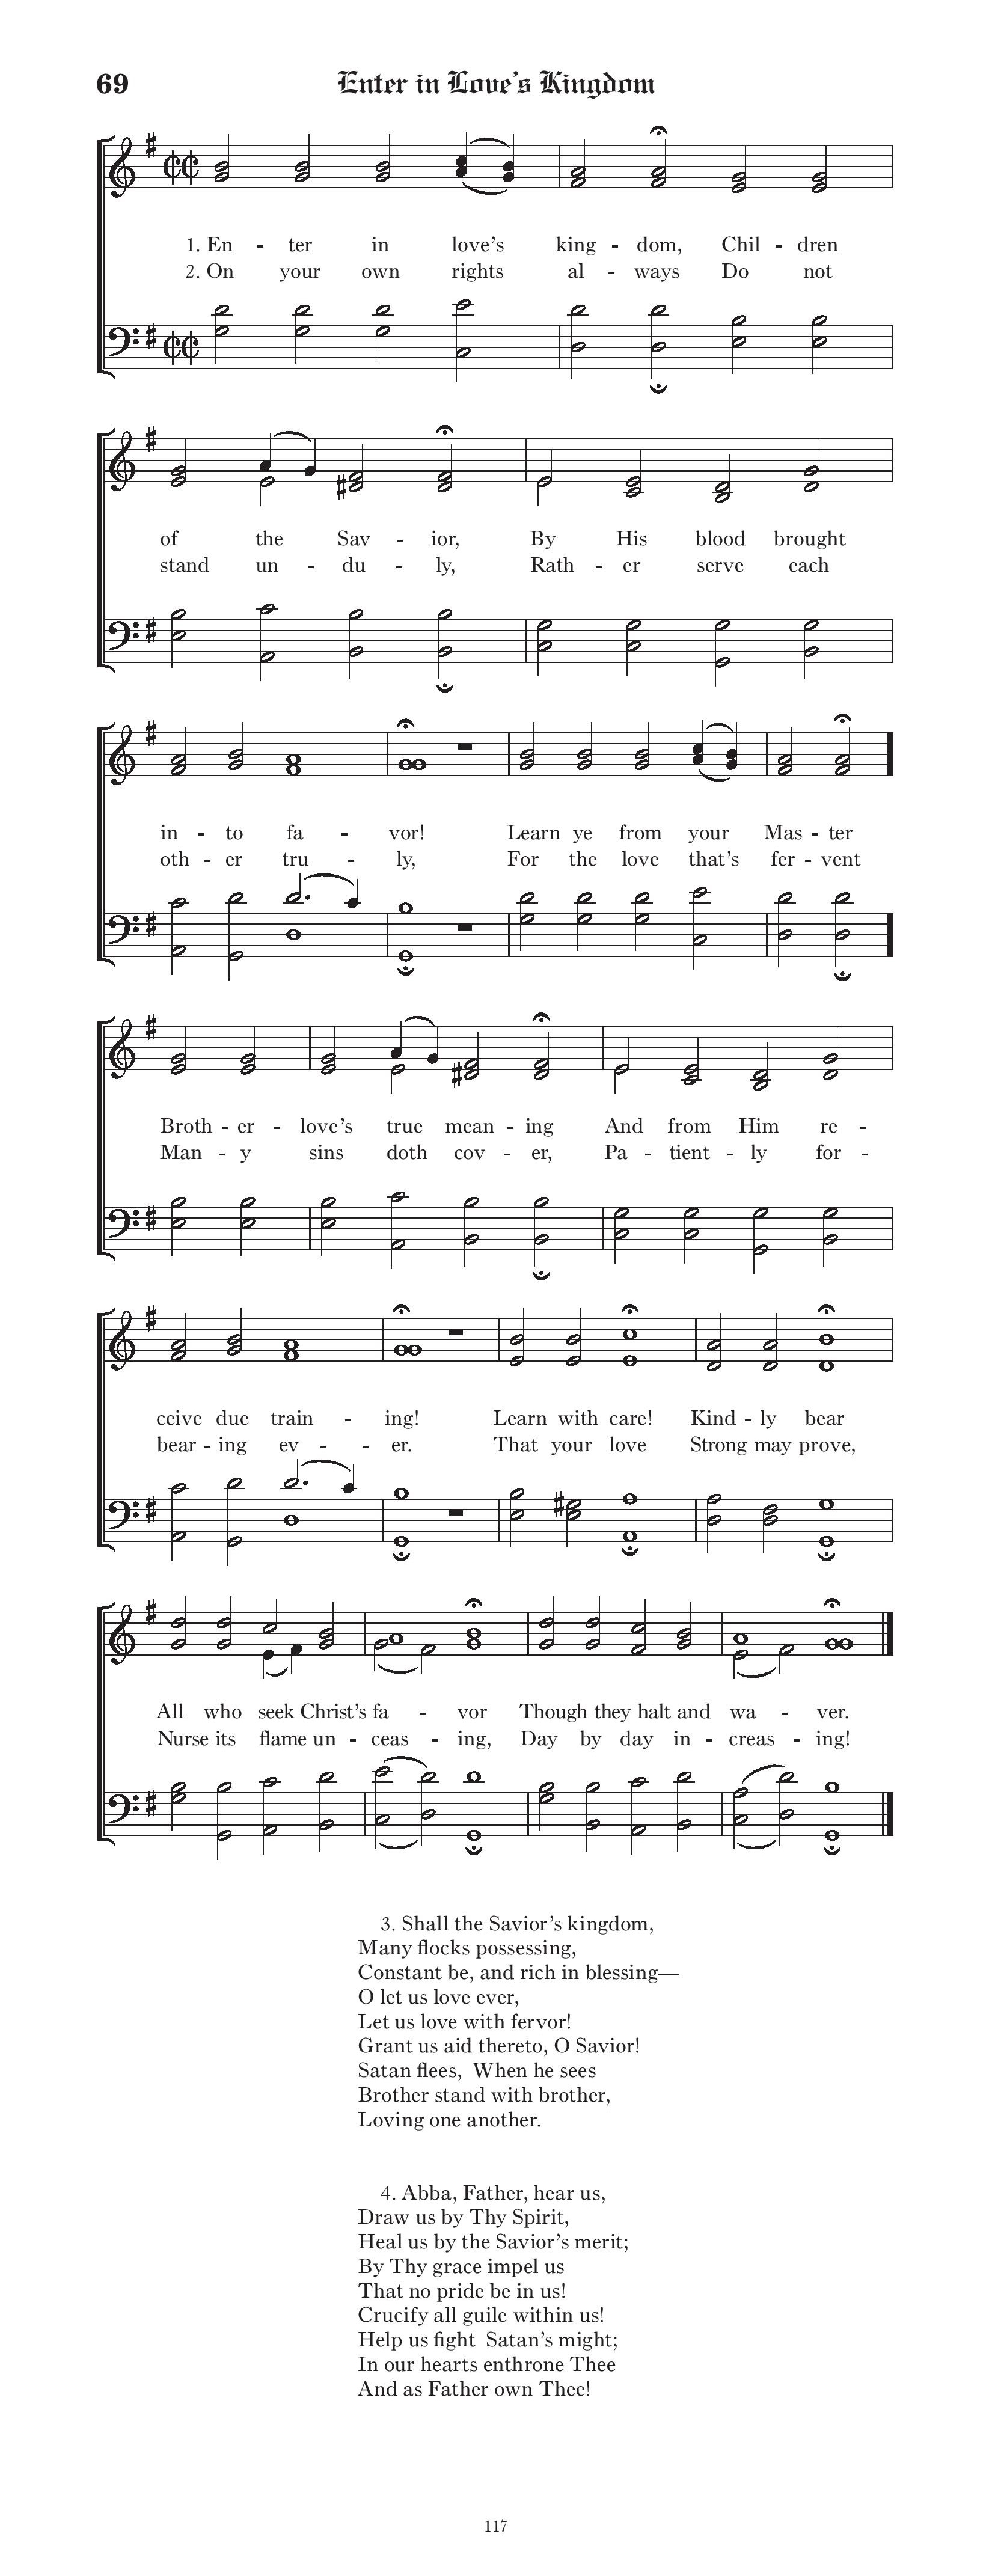 69 Enter in Love’s Kingdom
1. En - ter in love’s king - dom, Chil - dren
2. On your own rights al - ways Do not
of the Sav - ior, By His blood brought
stand un - du - ly, Rath - er serve each
in - to fa - vor! Learn ye from your Mas - ter
oth - er tru - ly, For the love that’s fer - vent
Broth - er - love’s true mean - ing And from Him re -
Man - y sins doth cov - er, Pa - tient - ly for -
ceive due train - ing! Learn with care! Kind - ly bear
bear - ing ev - - er. That your love Strong may prove,
All who seek Christ’s fa - vor Though they halt and wa - ver.
Nurse its flame un - ceas - ing, Day by day in - creas - ing!
3. Shall the Savior’s kingdom,
Many flocks possessing,
Constant be, and rich in blessing—
O let us love ever,
Let us love with fervor!
Grant us aid thereto, O Savior!
Satan flees, When he sees
Brother stand with brother,
Loving one another.
4. Abba, Father, hear us,
Draw us by Thy Spirit,
Heal us by the Savior’s merit;
By Thy grace impel us
That no pride be in us!
Crucify all guile within us!
Help us fight Satan’s might;
In our hearts enthrone Thee
And as Father own Thee!
117